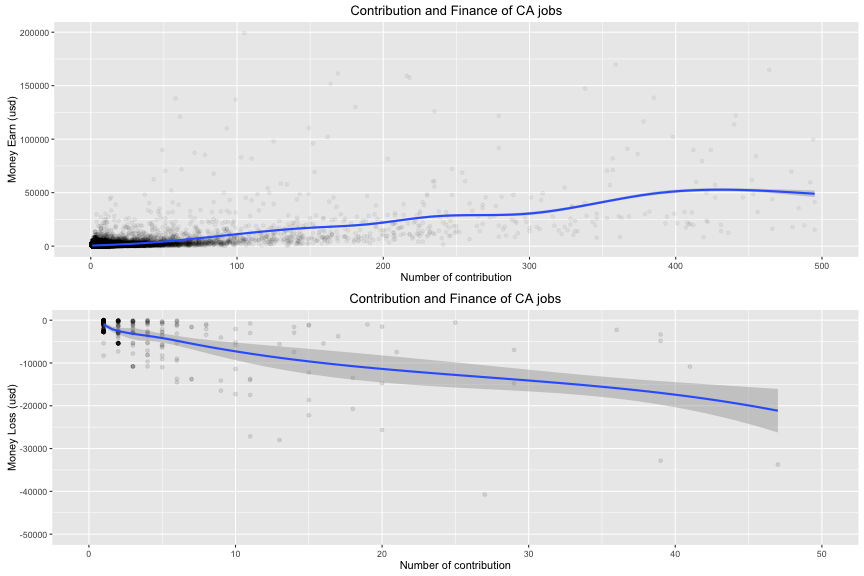 Contribution and Finance of CA jobs
Money Earn (usd)
200000
150000
100000
50000
0
0 100 200 300 400 500
Number of contribution
Contribution and Finance of CA jobs
Money Loss (usd)
0
-10000
-20000
-30000
-40000
-50000
0 10 20 30 40 50
Number of contribution